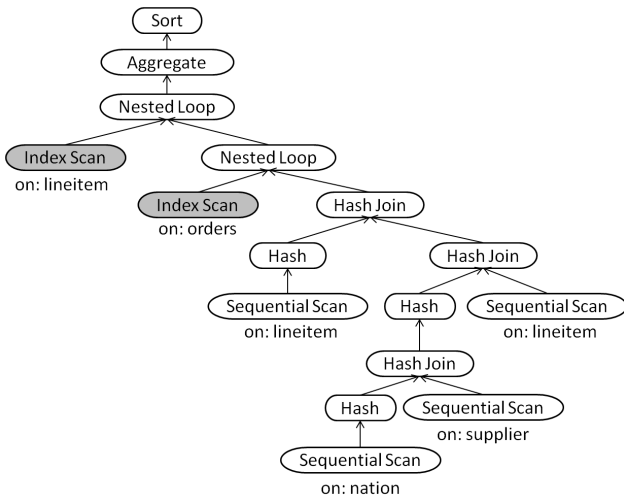 Sort
Aggregate
Nested Loop
Index Scan
on: lineitem
Nested Loop
Index Scan
on: orders
Hash Join
Hash
Hash Join
Sequential Scan
on: lineitem
Hash
Sequential Scan
on: lineitem
Hash Join
Hash
Sequential Scan
on: supplier
Sequential Scan
on: nation